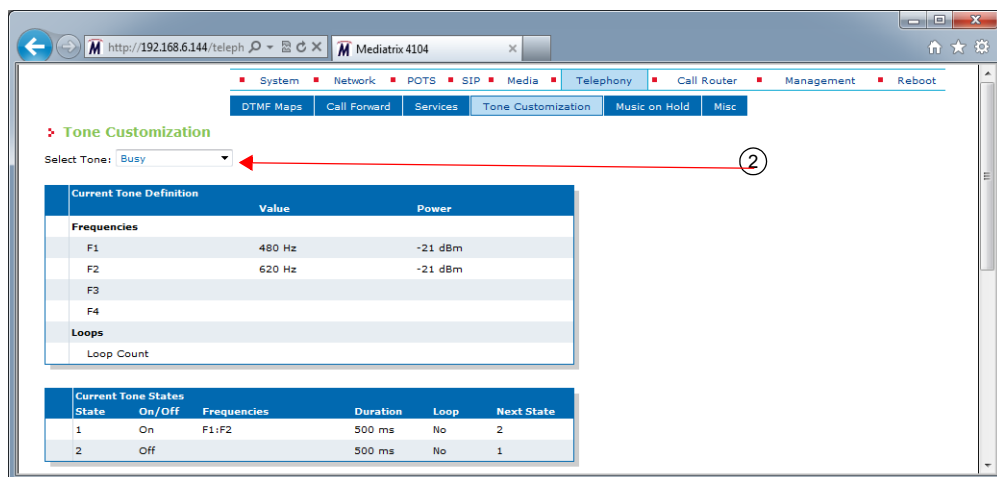 http://192.168.6.144/teleph
Mediatrix 4104
System Network POTS SIP Media Telephony Call Router Management Reboot
DTMF Maps Call Forward Services Tone Customization Music on Hold Misc
Tone Customization
Select Tone: Busy
2
Current Tone Definition
Value Power
Frequencies
F1 480 Hz -21 dBm
F2 620 Hz -21 dBm
F3
F4
Loops
Loop Count
Current Tone States
State On/Off Frequencies Duration Loop Next State
1 On F1:F2 500 ms No 2
2 Off 500 ms No 1